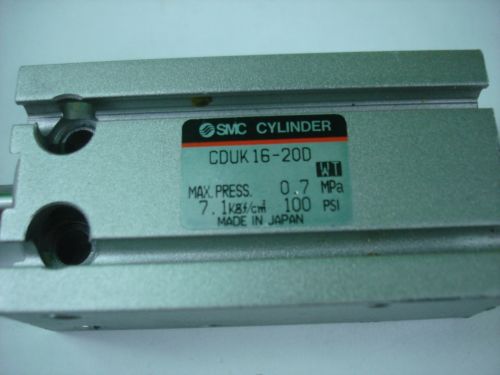 SMC CYLINDER
CDUK16-20D
WT
MAX.PRESS. 0.7 MPa
7.1kgf/cm² 100 PSI
MADE IN JAPAN